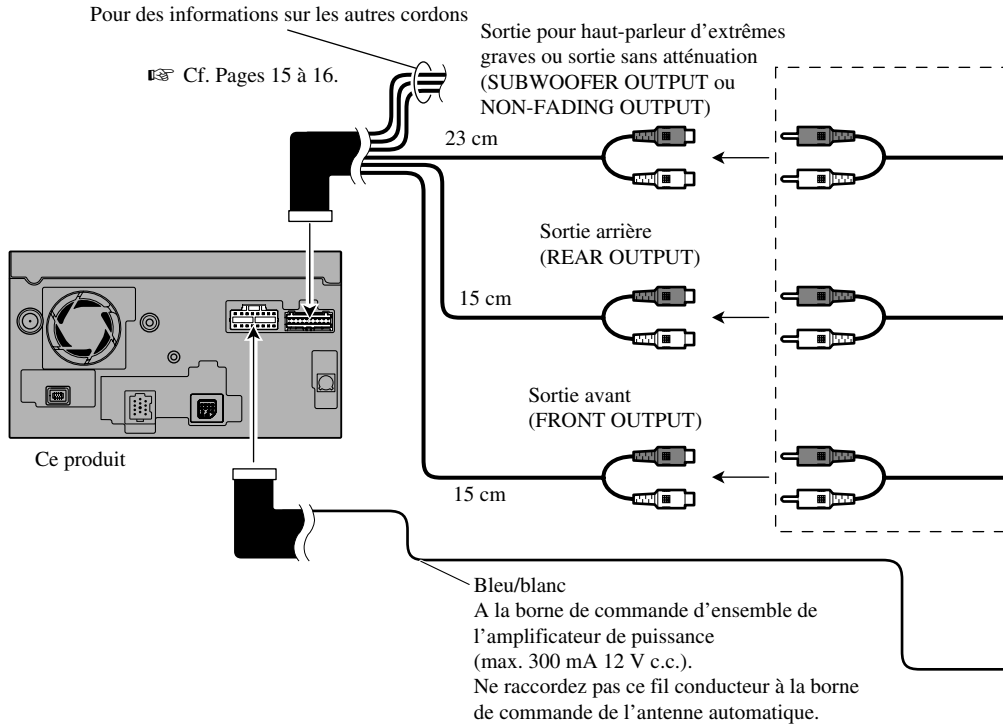 Pour des informations sur les autres cordons
☞ Cf. Pages 15 à 16.
Sortie pour haut-parleur d’extrêmes
graves ou sortie sans atténuation
(SUBWOOFER OUTPUT ou
NON-FADING OUTPUT)
23 cm
Sortie arrière
(REAR OUTPUT)
15 cm
Sortie avant
(FRONT OUTPUT)
15 cm
Ce produit
Bleu/blanc
A la borne de commande d’ensemble de
l’amplificateur de puissance
(max. 300 mA 12 V c.c.).
Ne raccordez pas ce fil conducteur à la borne
de commande de l’antenne automatique.